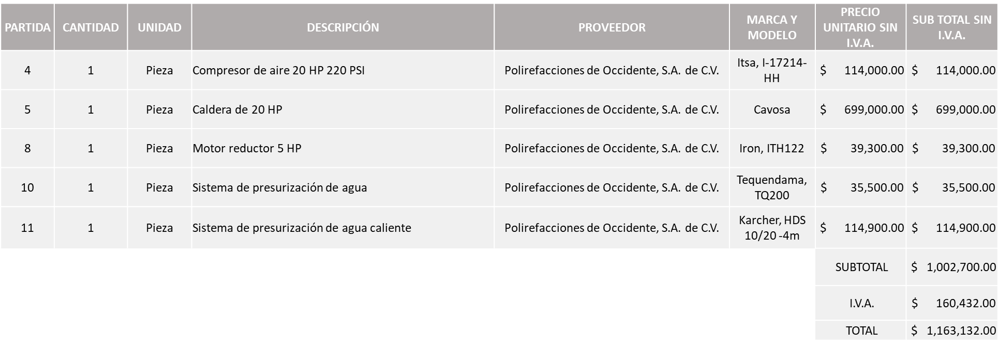 PARTIDA CANTIDAD UNIDAD DESCRIPCIÓN PROVEEDOR MARCA Y MODELO PRECIO UNITARIO SIN I.V.A. SUB TOTAL SIN I.V.A.
4 1 Pieza Compresor de aire 20 HP 220 PSI Polirefacciones de Occidente, S.A. de C.V. Itsa, I-17214-HH $ 114,000.00 $ 114,000.00
5 1 Pieza Caldera de 20 HP Polirefacciones de Occidente, S.A. de C.V. Cavosa $ 699,000.00 $ 699,000.00
8 1 Pieza Motor reductor 5 HP Polirefacciones de Occidente, S.A. de C.V. Iron, ITH122 $ 39,300.00 $ 39,300.00
10 1 Pieza Sistema de presurización de agua Polirefacciones de Occidente, S.A. de C.V. Tequendama, TQ200 $ 35,500.00 $ 35,500.00
11 1 Pieza Sistema de presurización de agua caliente Polirefacciones de Occidente, S.A. de C.V. Karcher, HDS 10/20 -4m $ 114,900.00 $ 114,900.00
SUBTOTAL $ 1,002,700.00
I.V.A. $ 160,432.00
TOTAL $ 1,163,132.00